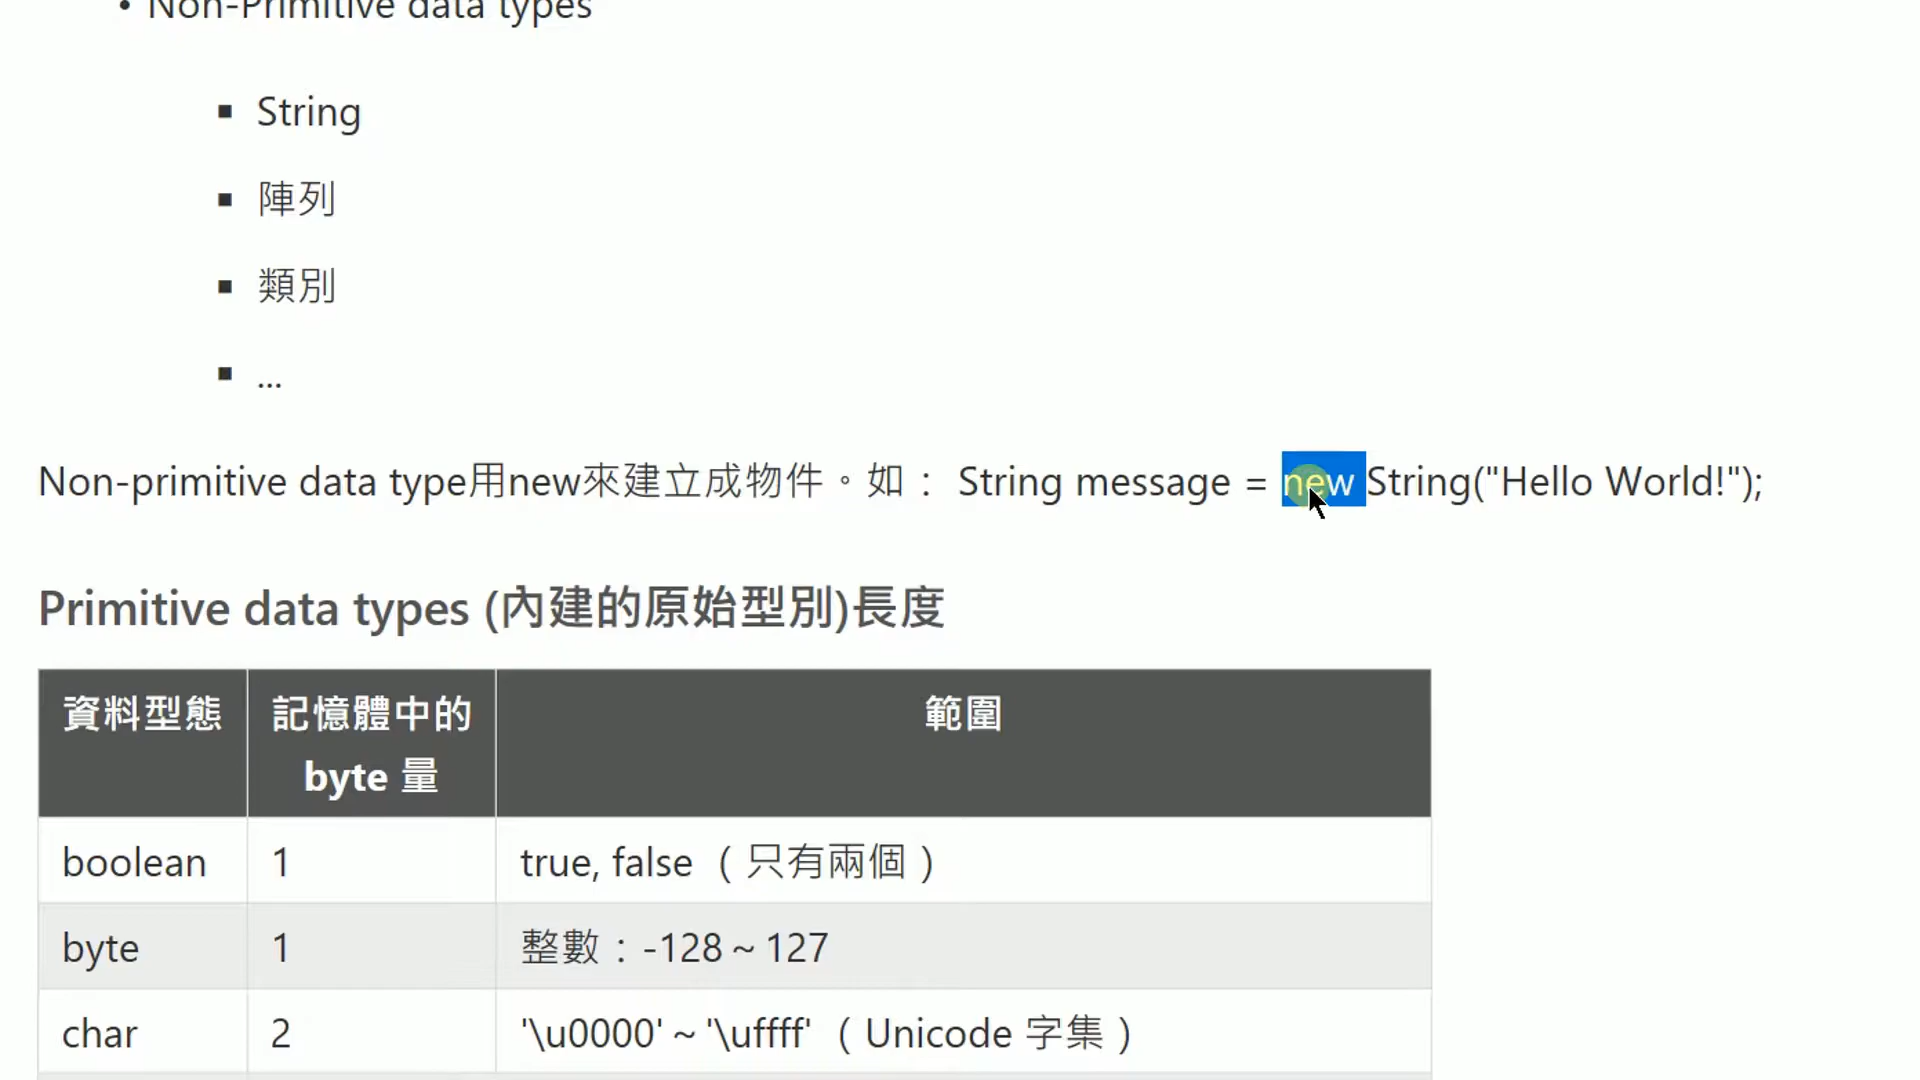 • Non-Primitive data types
▪ String
▪ 陣列
▪ 類別
▪ ...
Non-primitive data type用new來建立成物件。如： String message = new String("Hello World!");
Primitive data types (內建的原始型別)長度
資料型態 記憶體中的 byte 量 範圍
boolean 1 true, false （只有兩個）
byte 1 整數：-128 ~ 127
char 2 '\u0000' ~ '\uffff' （Unicode 字集）